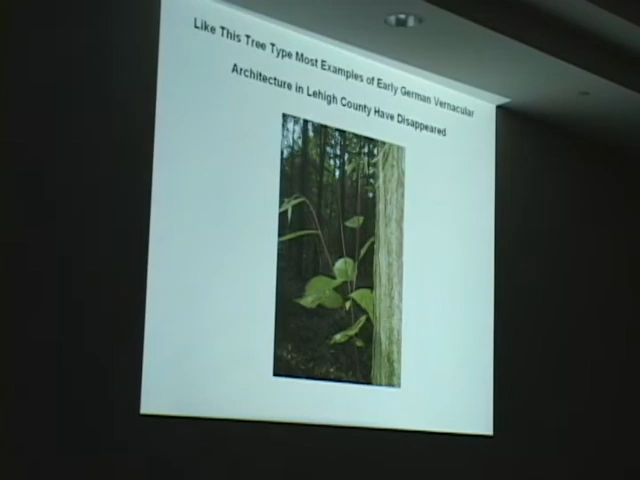 Like This Tree Type Most Examples of Early German Vernacular
Architecture in Lehigh County Have Disappeared